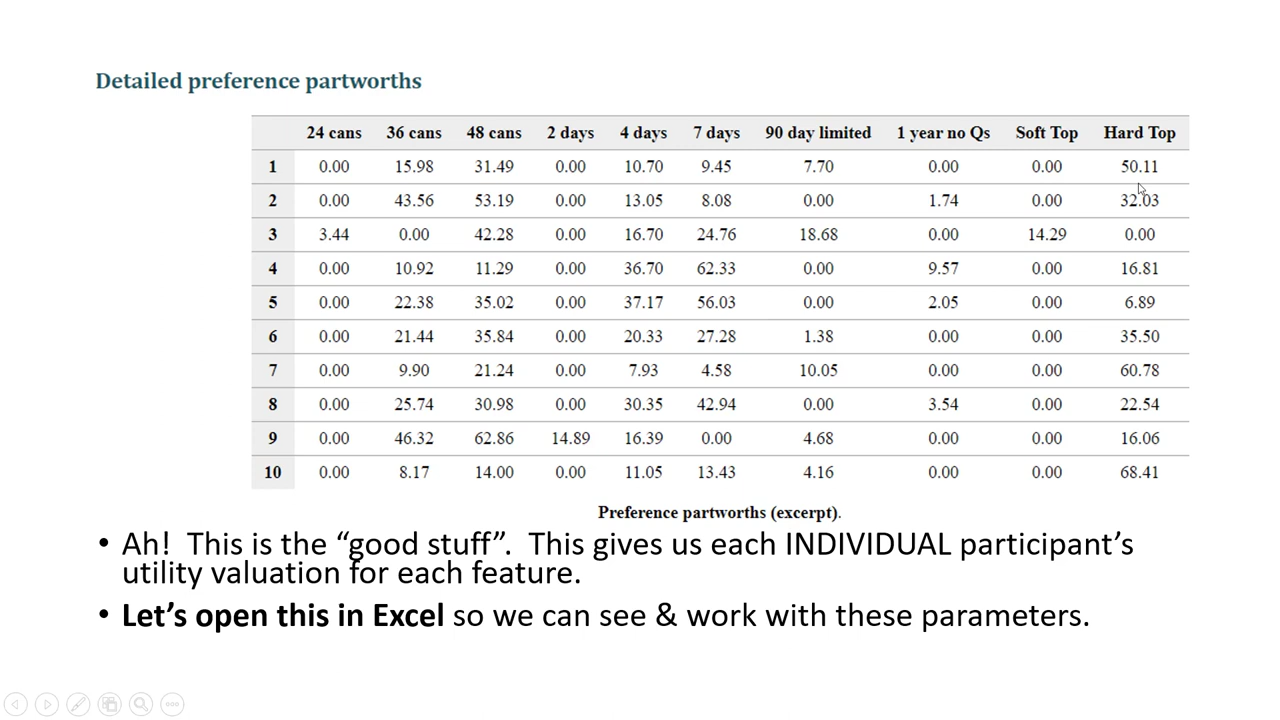 Detailed preference partworths
24 cans 36 cans 48 cans 2 days 4 days 7 days 90 day limited 1 year no Qs Soft Top Hard Top
1 0.00 15.98 31.49 0.00 10.70 9.45 7.70 0.00 0.00 50.11
2 0.00 43.56 53.19 0.00 13.05 8.08 0.00 1.74 0.00 32.03
3 3.44 0.00 42.28 0.00 16.70 24.76 18.68 0.00 14.29 0.00
4 0.00 10.92 11.29 0.00 36.70 62.33 0.00 9.57 0.00 16.81
5 0.00 22.38 35.02 0.00 37.17 56.03 0.00 2.05 0.00 6.89
6 0.00 21.44 35.84 0.00 20.33 27.28 1.38 0.00 0.00 35.50
7 0.00 9.90 21.24 0.00 7.93 4.58 10.05 0.00 0.00 60.78
8 0.00 25.74 30.98 0.00 30.35 42.94 0.00 3.54 0.00 22.54
9 0.00 46.32 62.86 14.89 16.39 0.00 4.68 0.00 0.00 16.06
10 0.00 8.17 14.00 0.00 11.05 13.43 4.16 0.00 0.00 68.41
Preference partworths (excerpt).
• Ah! This is the “good stuff”. This gives us each INDIVIDUAL participant’s
utility valuation for each feature.
• Let’s open this in Excel so we can see & work with these parameters.